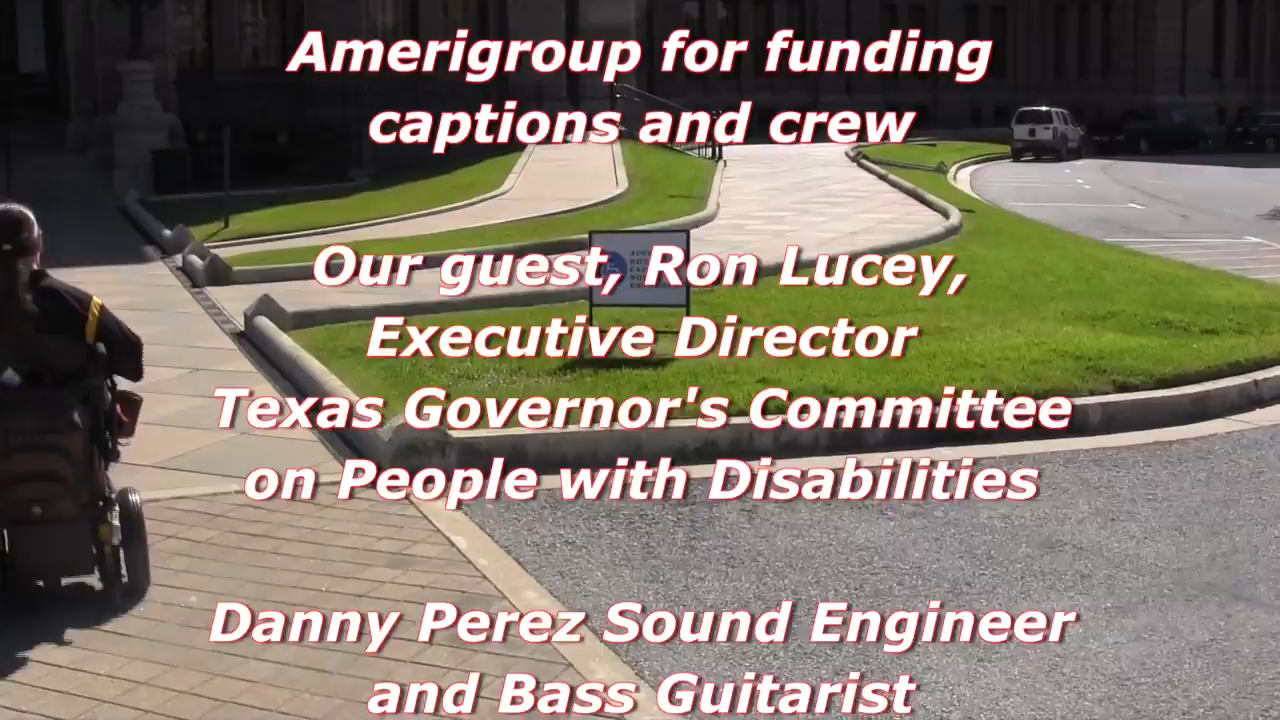 Amerigroup for funding
captions and crew
Our guest, Ron Lucey,
Executive Director
Texas Governor's Committee
on People with Disabilities
Danny Perez Sound Engineer
and Bass Guitarist